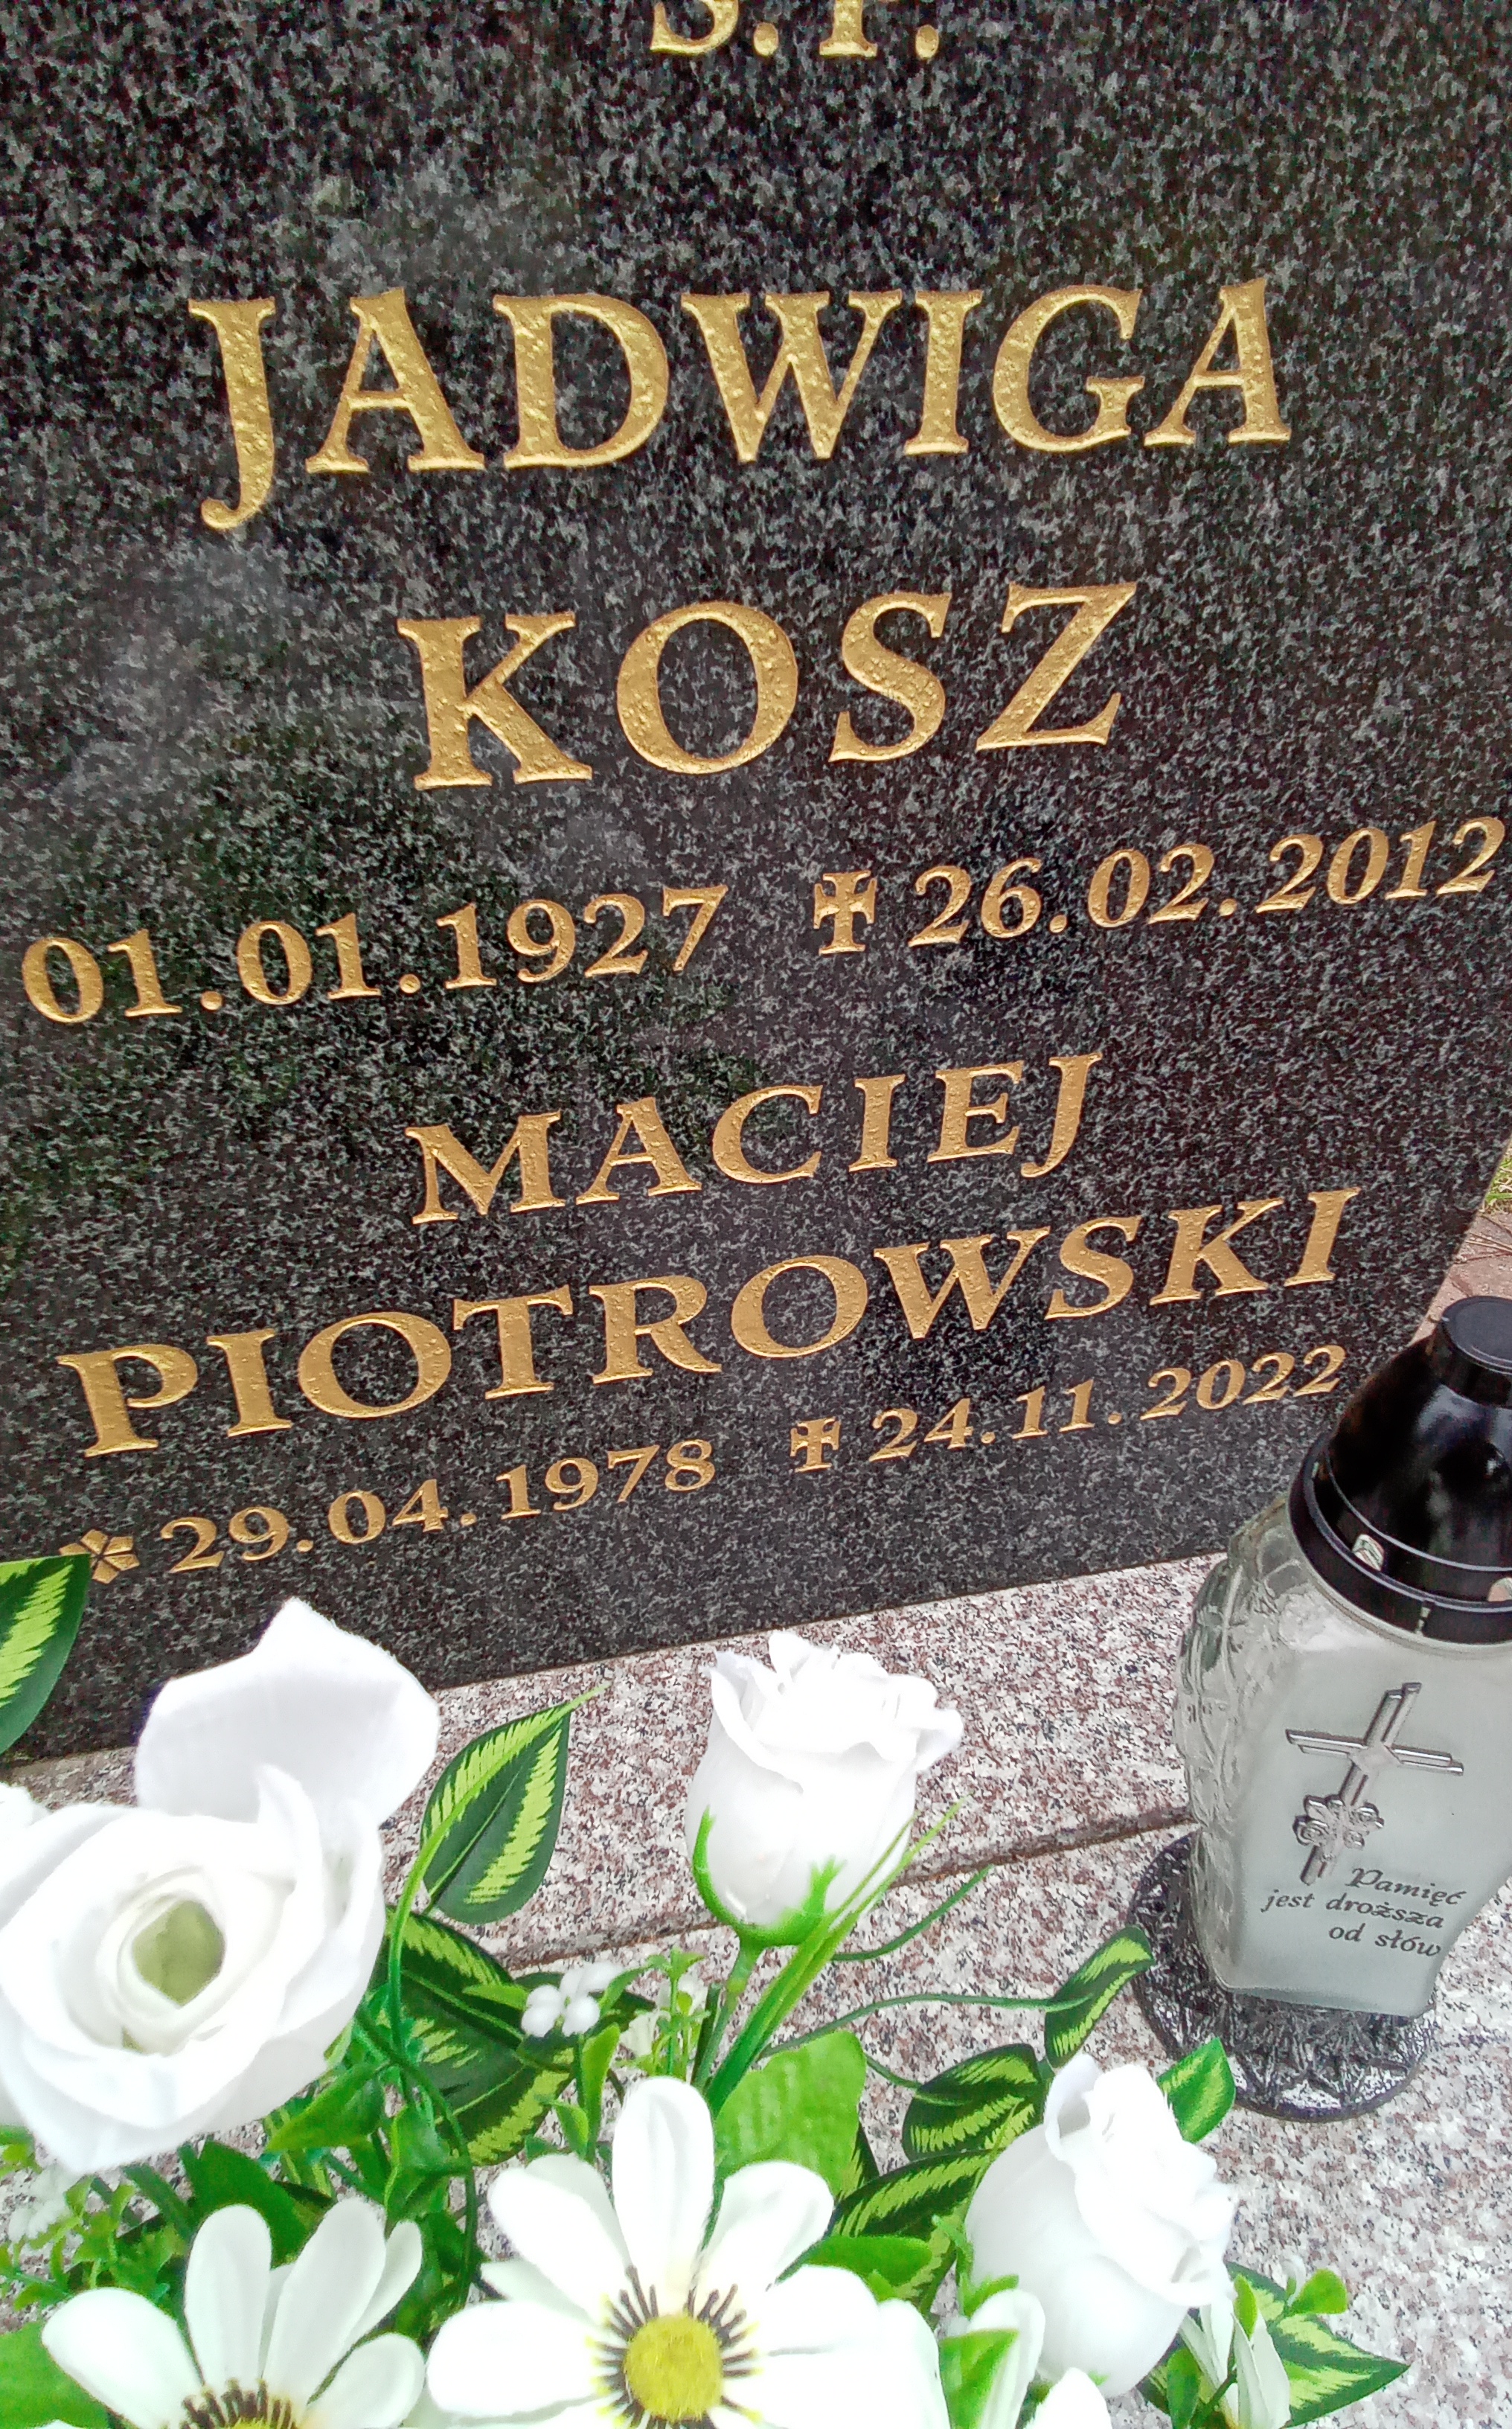 Ś.P.
JADWIGA
KOSZ
01.01.1927 ✠ 26.02.2012
MACIEJ
PIOTROWSKI
* 29.04.1978 ✠ 24.11.2022
Pamięć
jest droższa
od słów